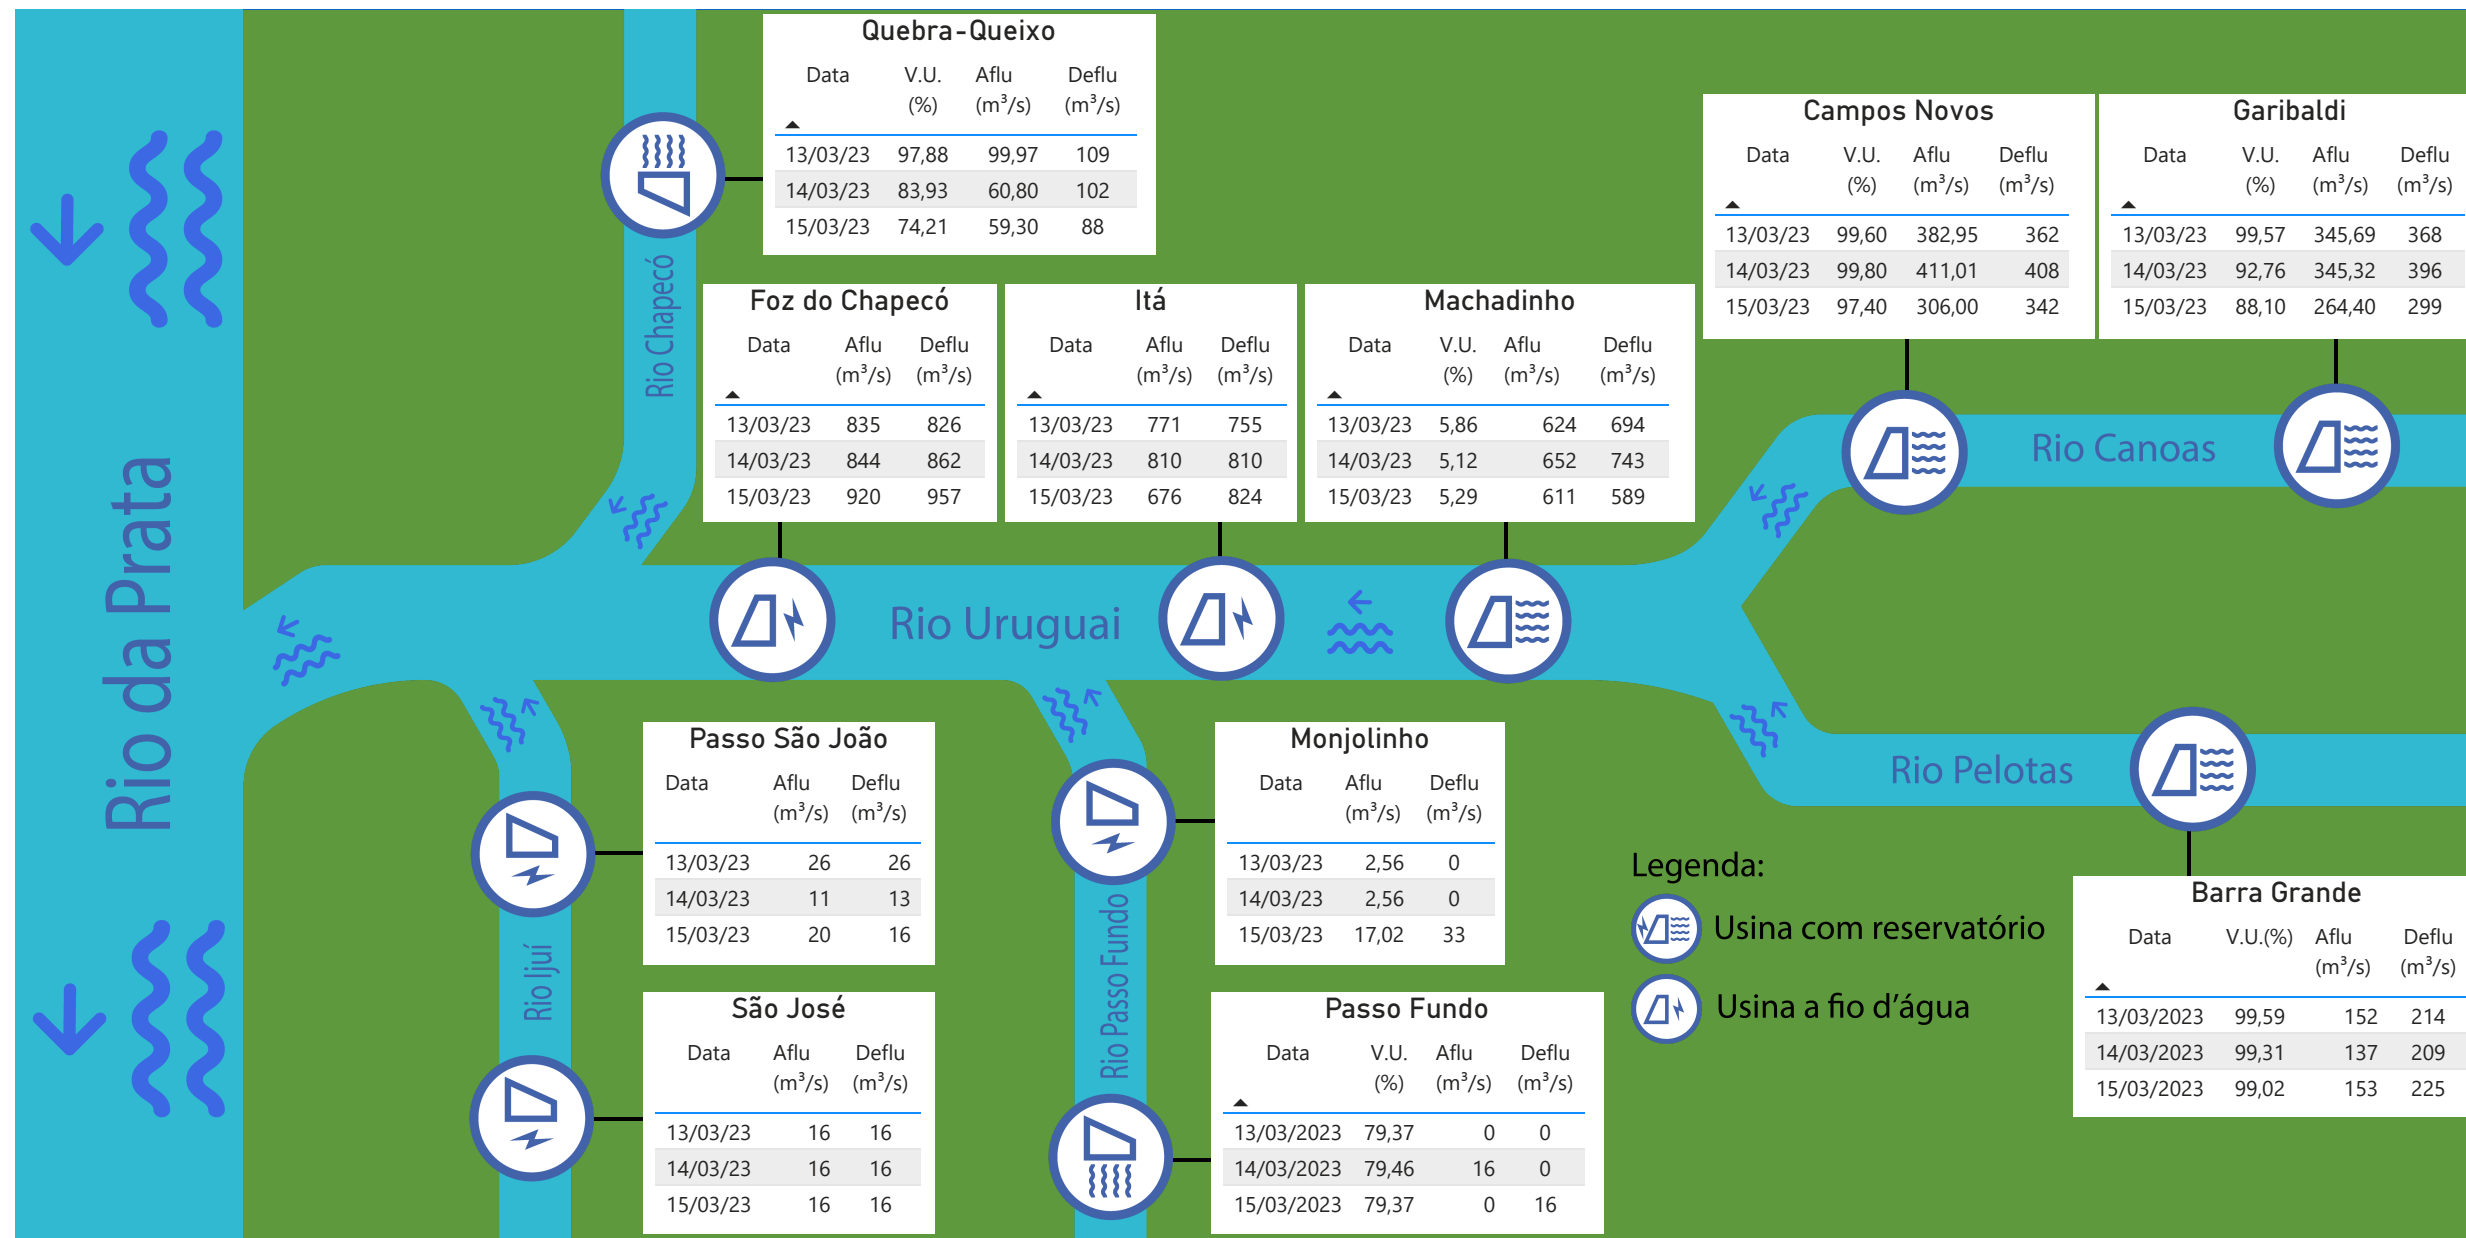 Quebra-Queixo
Data V.U. (%) Aflu (m³/s) Deflu (m³/s)
13/03/23 97,88 99,97 109
14/03/23 83,93 60,80 102
15/03/23 74,21 59,30 88
Campos Novos
Data V.U. (%) Aflu (m³/s) Deflu (m³/s)
13/03/23 99,60 382,95 362
14/03/23 99,80 411,01 408
15/03/23 97,40 306,00 342
Garibaldi
Data V.U. (%) Aflu (m³/s) Deflu (m³/s)
13/03/23 99,57 345,69 368
14/03/23 92,76 345,32 396
15/03/23 88,10 264,40 299
Foz do Chapecó
Data Aflu (m³/s) Deflu (m³/s)
13/03/23 835 826
14/03/23 844 862
15/03/23 920 957
Itá
Data Aflu (m³/s) Deflu (m³/s)
13/03/23 771 755
14/03/23 810 810
15/03/23 676 824
Machadinho
Data V.U. (%) Aflu (m³/s) Deflu (m³/s)
13/03/23 5,86 624 694
14/03/23 5,12 652 743
15/03/23 5,29 611 589
Rio Chapecó
Rio Canoas
Rio da Prata
Rio Uruguai
Rio Pelotas
Passo São João
Data Aflu (m³/s) Deflu (m³/s)
13/03/23 26 26
14/03/23 11 13
15/03/23 20 16
Monjolinho
Data Aflu (m³/s) Deflu (m³/s)
13/03/23 2,56 0
14/03/23 2,56 0
15/03/23 17,02 33
Legenda:
Usina com reservatório
Usina a fio d’água
Barra Grande
Data V.U.(%) Aflu (m³/s) Deflu (m³/s)
13/03/2023 99,59 152 214
14/03/2023 99,31 137 209
15/03/2023 99,02 153 225
Rio Ijuí
Rio Passo Fundo
São José
Data Aflu (m³/s) Deflu (m³/s)
13/03/23 16 16
14/03/23 16 16
15/03/23 16 16
Passo Fundo
Data V.U. (%) Aflu (m³/s) Deflu (m³/s)
13/03/2023 79,37 0 0
14/03/2023 79,46 16 0
15/03/2023 79,37 0 16